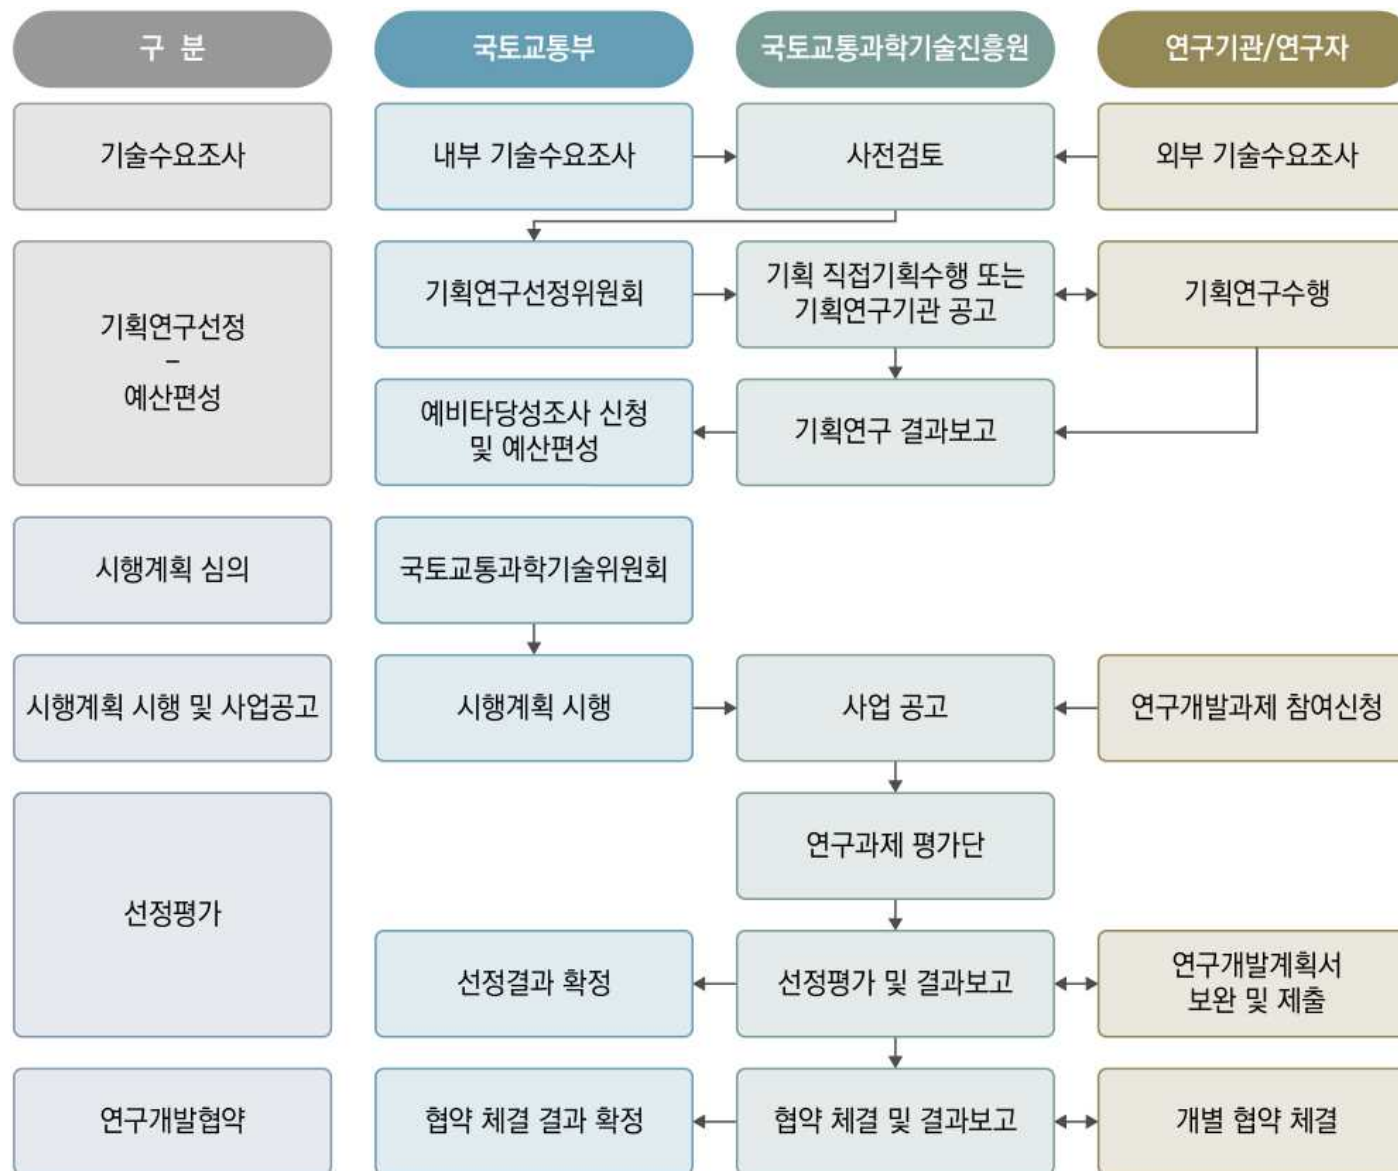 구 분
국토교통부
국토교통과학기술진흥원
연구기관/연구자
기술수요조사
내부 기술수요조사
사전검토
외부 기술수요조사
기획연구선정
–
예산편성
기획연구선정위원회
기획 직접기획수행 또는
기획연구기관 공고
기획연구수행
예비타당성조사 신청
및 예산편성
기획연구 결과보고
시행계획 심의
국토교통과학기술위원회
시행계획 시행 및 사업공고
시행계획 시행
사업 공고
연구개발과제 참여신청
선정평가
연구과제 평가단
선정결과 확정
선정평가 및 결과보고
연구개발계획서
보완 및 제출
연구개발협약
협약 체결 결과 확정
협약 체결 및 결과보고
개별 협약 체결